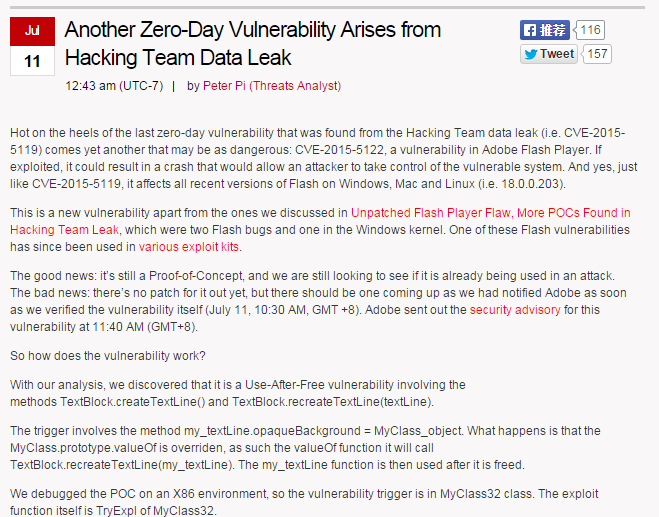 Jul
11
Another Zero-Day Vulnerability Arises from
Hacking Team Data Leak
推荐 116
Tweet 157
12:43 am (UTC-7) | by Peter Pi (Threats Analyst)
Hot on the heels of the last zero-day vulnerability that was found from the Hacking Team data leak (i.e. CVE-2015-
5119) comes yet another that may be as dangerous: CVE-2015-5122, a vulnerability in Adobe Flash Player. If
exploited, it could result in a crash that would allow an attacker to take control of the vulnerable system. And yes, just
like CVE-2015-5119, it affects all recent versions of Flash on Windows, Mac and Linux (i.e. 18.0.0.203).
This is a new vulnerability apart from the ones we discussed in Unpatched Flash Player Flaw, More POCs Found in
Hacking Team Leak, which were two Flash bugs and one in the Windows kernel. One of these Flash vulnerabilities
has since been used in various exploit kits.
The good news: it's still a Proof-of-Concept, and we are still looking to see if it is already being used in an attack.
The bad news: there's no patch for it out yet, but there should be one coming up as we had notified Adobe as soon
as we verified the vulnerability itself (July 11, 10:30 AM, GMT +8). Adobe sent out the security advisory for this
vulnerability at 11:40 AM (GMT+8).
So how does the vulnerability work?
With our analysis, we discovered that it is a Use-After-Free vulnerability involving the
methods TextBlock.createTextLine() and TextBlock.recreateTextLine(textLine).
The trigger involves the method my_textLine.opaqueBackground = MyClass_object. What happens is that the
MyClass.prototype.valueOf is overriden, as such the valueOf function it will call
TextBlock.recreateTextLine(my_textLine). The my_textLine function is then used after it is freed.
We debugged the POC on an X86 environment, so the vulnerability trigger is in MyClass32 class. The exploit
function itself is TryExpl of MyClass32.